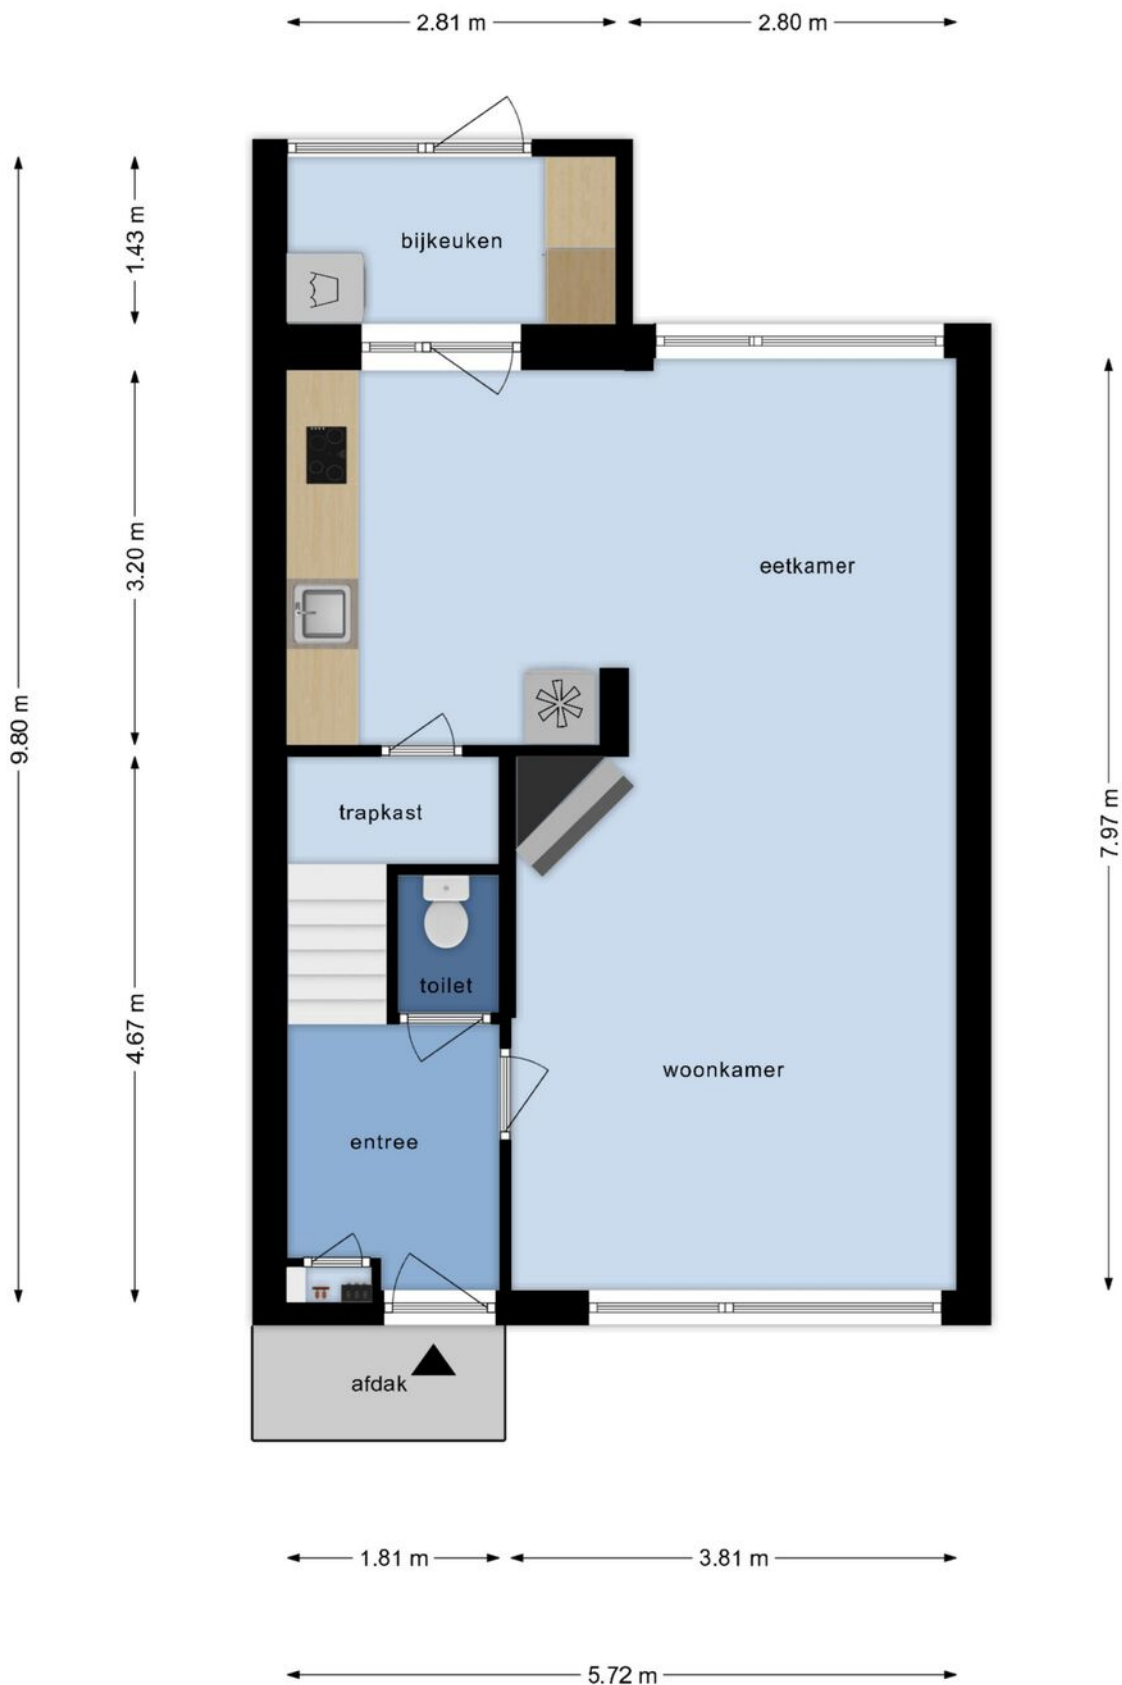 2.81 m
2.80 m
bijkeuken
1.43 m
3.20 m
eetkamer
9.80 m
trapkast
7.97 m
toilet
4.67 m
woonkamer
entree
afdak
1.81 m
3.81 m
5.72 m